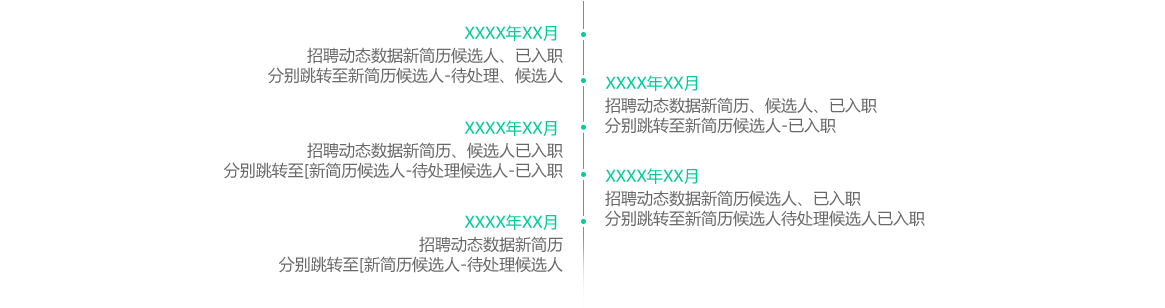 XXXX年XX月
招聘动态数据新简历候选人、已入职
分别跳转至新简历候选人-待处理、候选人
XXXX年XX月
招聘动态数据新简历、候选人、已入职
分别跳转至新简历候选人-已入职
XXXX年XX月
招聘动态数据新简历、候选人已入职
分别跳转至[新简历候选人-待处理候选人-已入职
XXXX年XX月
招聘动态数据新简历候选人、已入职
分别跳转至新简历候选人待处理候选人已入职
XXXX年XX月
招聘动态数据新简历
分别跳转至[新简历候选人-待处理候选人